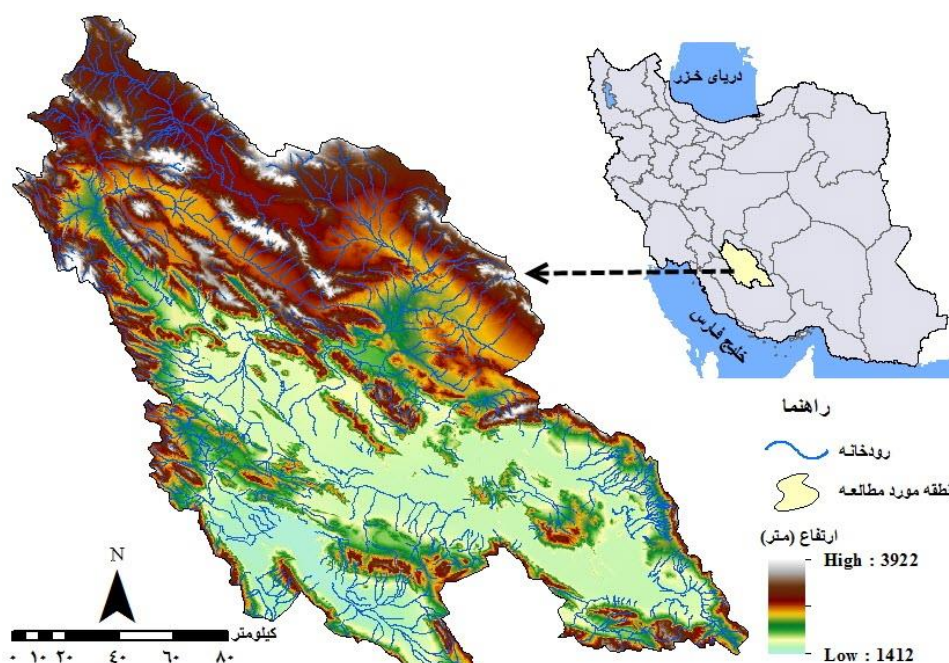 دریای خزر
خلیج فارس
راهنما
رودخانه
نطقه مورد مطالعه
ارتفاع (متر)
High : 3922
Low : 1412
N
کیلومتر
۰ ۱۰ ۲۰ ۴۰ ۶۰ ۸۰